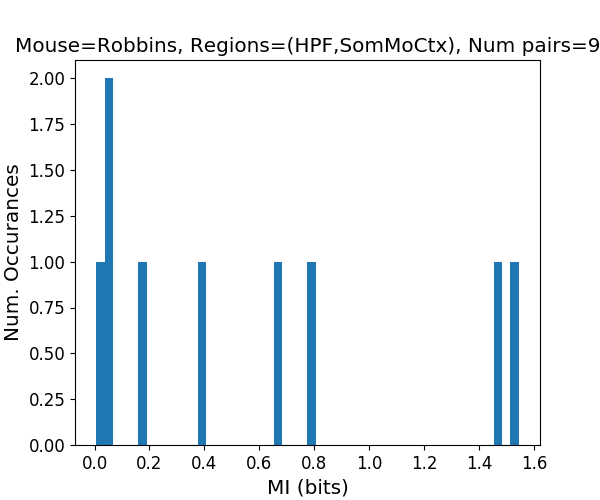 Mouse=Robbins, Regions=(HPF,SomMoCtx), Num pairs=9
2.00
1.75
1.50
1.25
1.00
0.75
0.50
0.25
0.00
Num. Occurances
0.0 0.2 0.4 0.6 0.8 1.0 1.2 1.4 1.6
MI (bits)